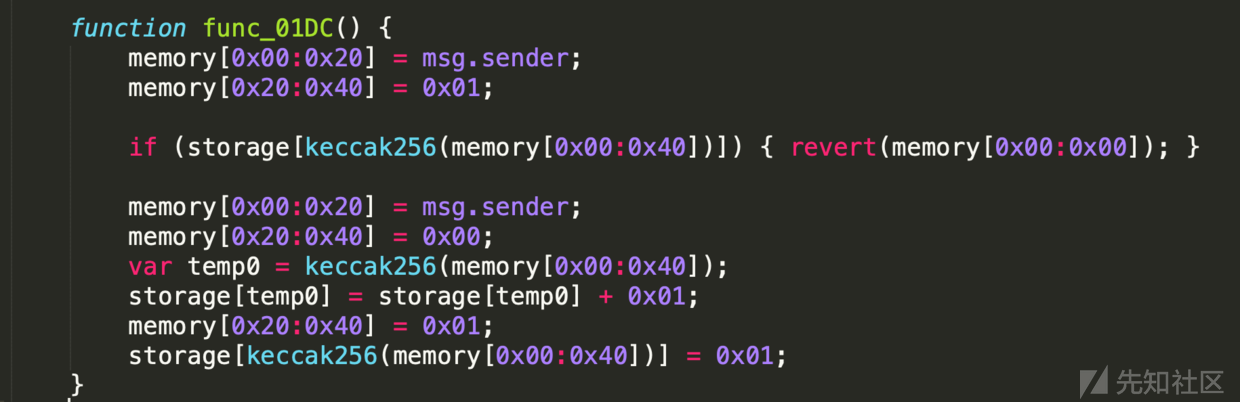 function func_01DC() {
memory[0x00:0x20] = msg.sender;
memory[0x20:0x40] = 0x01;
if (storage[keccak256(memory[0x00:0x40])]) { revert(memory[0x00:0x00]); }
memory[0x00:0x20] = msg.sender;
memory[0x20:0x40] = 0x00;
var temp0 = keccak256(memory[0x00:0x40]);
storage[temp0] = storage[temp0] + 0x01;
memory[0x20:0x40] = 0x01;
storage[keccak256(memory[0x00:0x40])] = 0x01;
}
先知社区